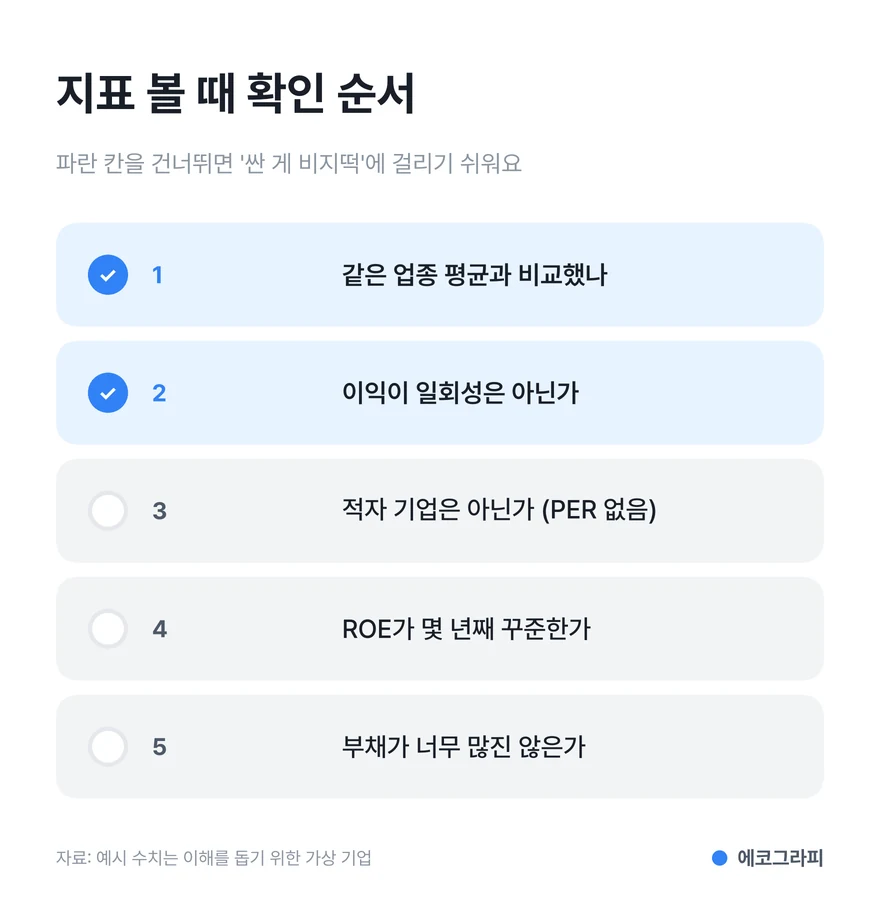 지표 볼 때 확인 순서
파란 칸을 건너뛰면 '싼 게 비지떡'에 걸리기 쉬워요
1 같은 업종 평균과 비교했나
2 이익이 일회성은 아닌가
3 적자 기업은 아닌가 (PER 없음)
4 ROE가 몇 년째 꾸준한가
5 부채가 너무 많진 않은가
자료: 예시 수치는 이해를 돕기 위한 가상 기업
에코그라피